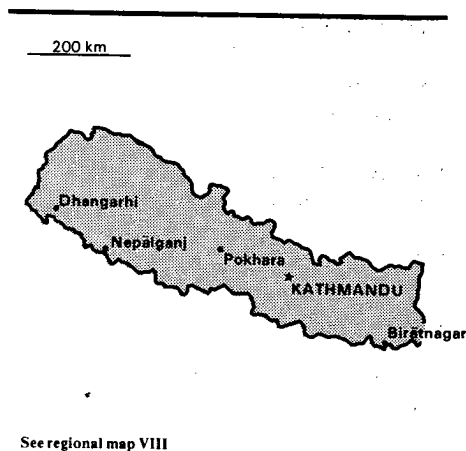 200 km
Dhangarhi
Nepalganj
Pokhara
KATHMANDU
Biratnagar
See regional map VIII